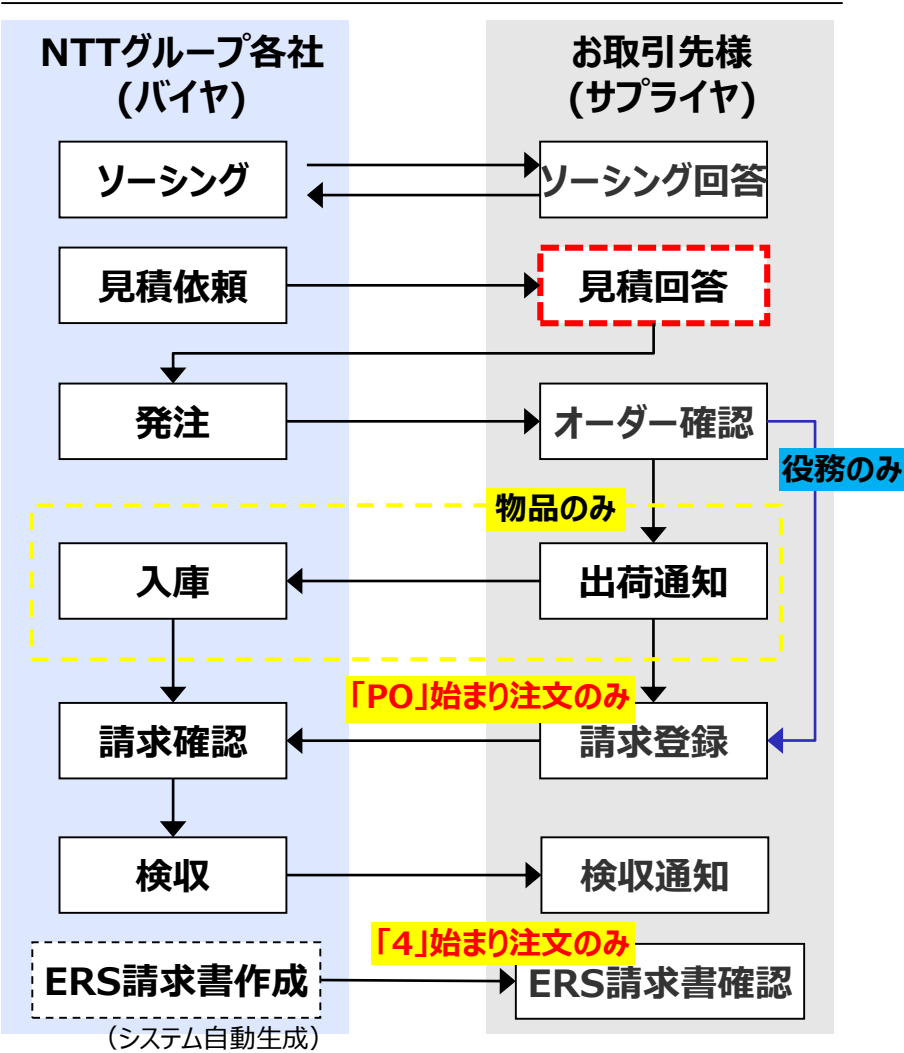 NTTグループ各社
(バイヤ)
お取引先様
(サプライヤ)
ソーシング
ソーシング回答
見積依頼
見積回答
発注
オーダー確認
役務のみ
物品のみ
入庫
出荷通知
「PO」始まり注文のみ
請求確認
請求登録
検収
検収通知
「4」始まり注文のみ
ERS請求書作成
ERS請求書確認
（システム自動生成）